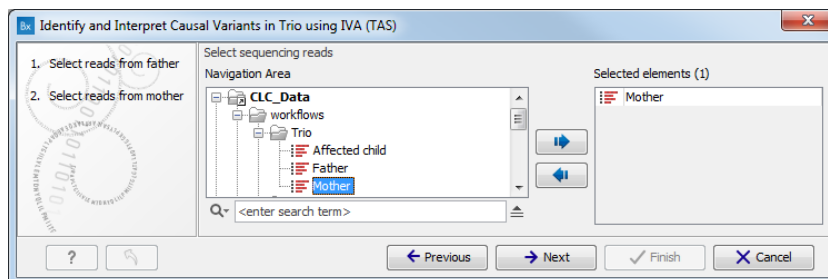 Bx Identify and Interpret Causal Variants in Trio using IVA (TAS)
1. Select reads from father
2. Select reads from mother
Select sequencing reads
Navigation Area
CLC_Data
workflows
Trio
Affected child
Father
Mother
<enter search term>
Selected elements (1)
Mother
?
Previous
Next
Finish
Cancel